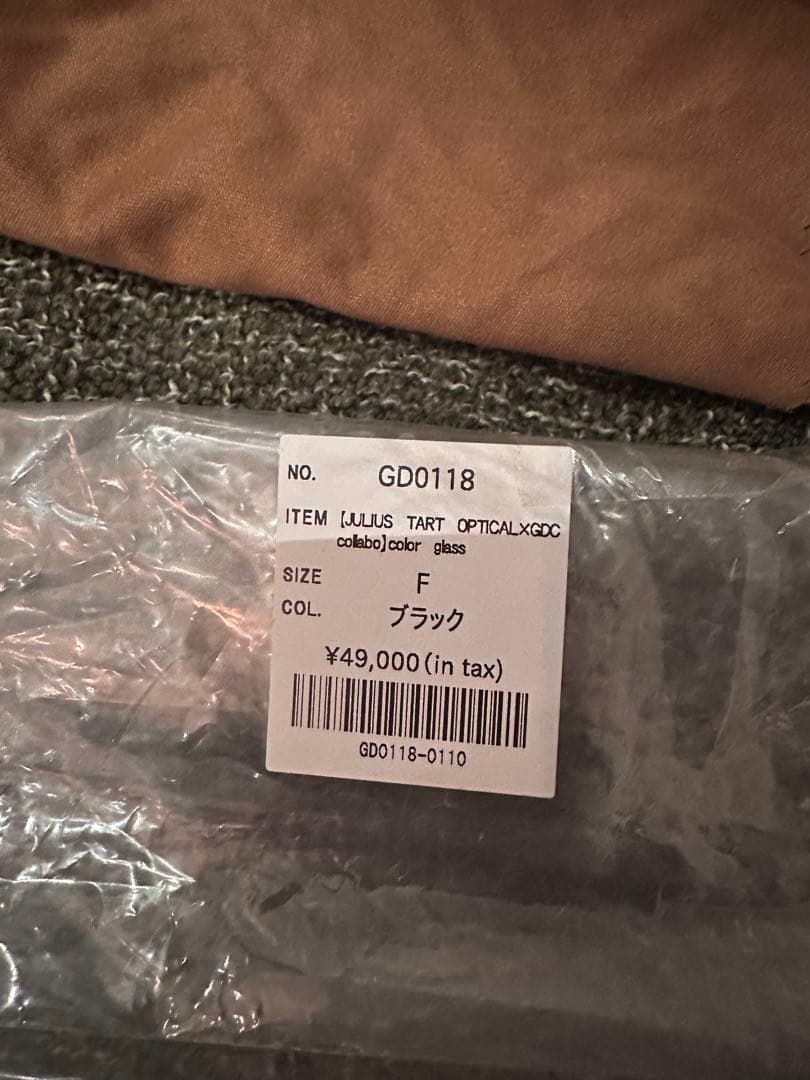 NO. GD0118
ITEM [JULIUS TART OPTICAL×GDC
collabo]color glass
SIZE F
COL. ブラック
¥49,000(in tax)
GD0118-0110